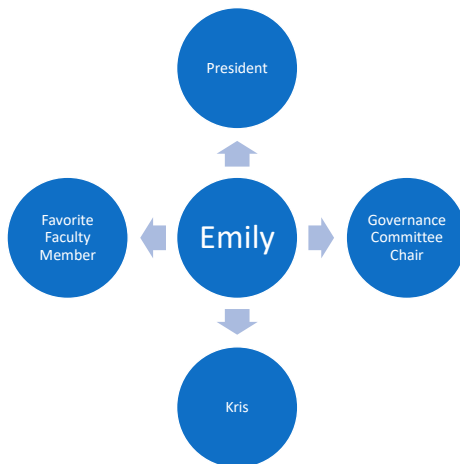 President
Favorite
Faculty
Member
Emily
Governance
Committee
Chair
Kris